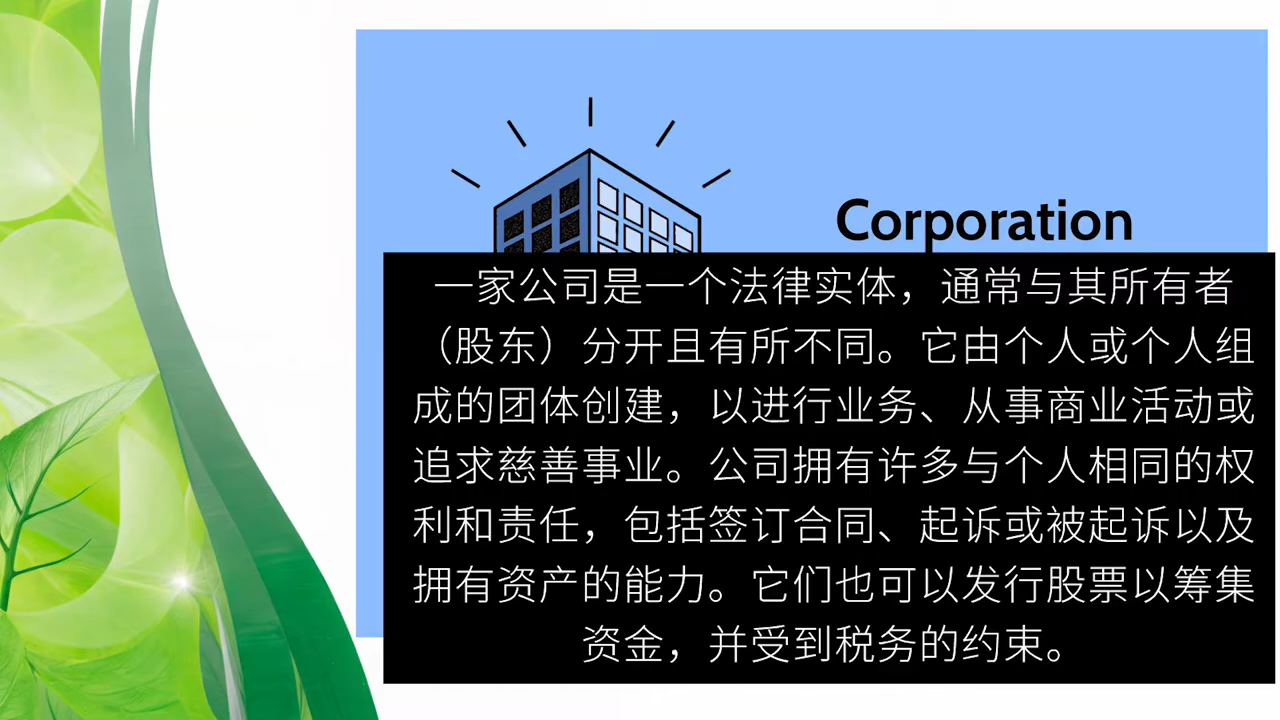 Corporation
一家公司是一个法律实体，通常与其所有者
（股东）分开且有所不同。它由个人或个人组
成的团体创建，以进行业务、从事商业活动或
追求慈善事业。公司拥有许多与个人相同的权
利和责任，包括签订合同、起诉或被起诉以及
拥有资产的能力。它们也可以发行股票以筹集
资金，并受到税务的约束。